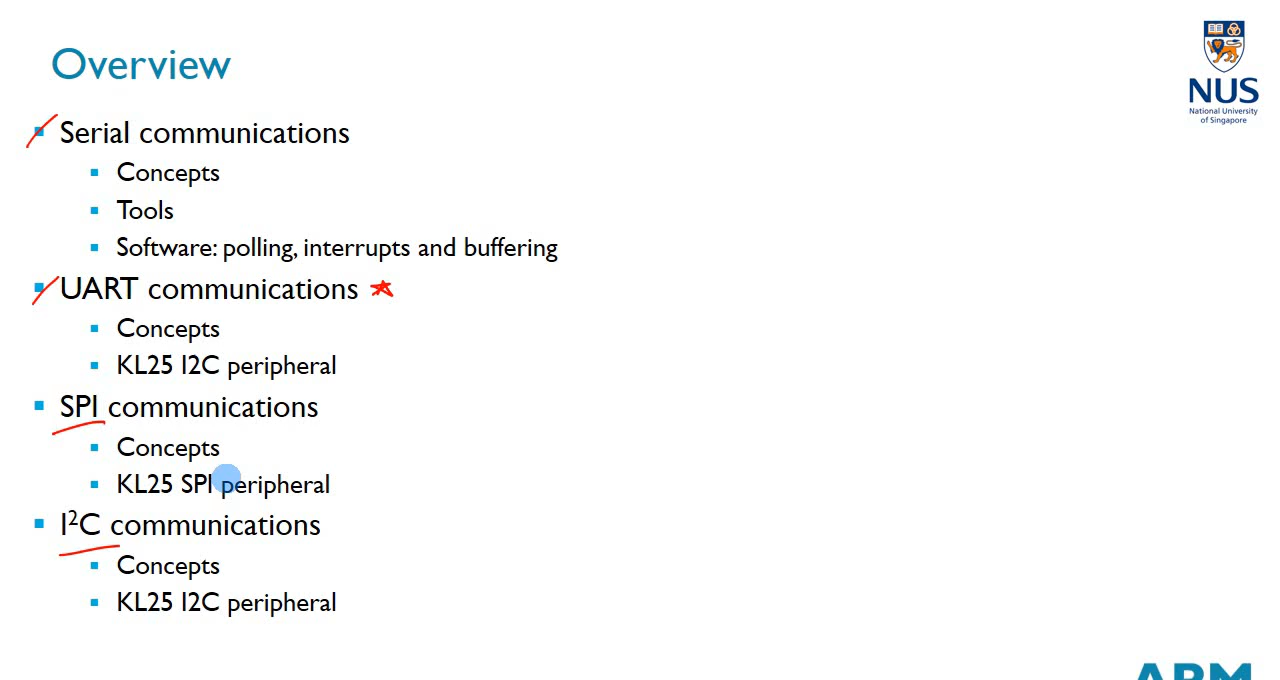 Overview
NUS
National University
of Singapore
Serial communications
Concepts
Tools
Software: polling, interrupts and buffering
UART communications
Concepts
KL25 I2C peripheral
SPI communications
Concepts
KL25 SPI peripheral
I²C communications
Concepts
KL25 I2C peripheral
ARM